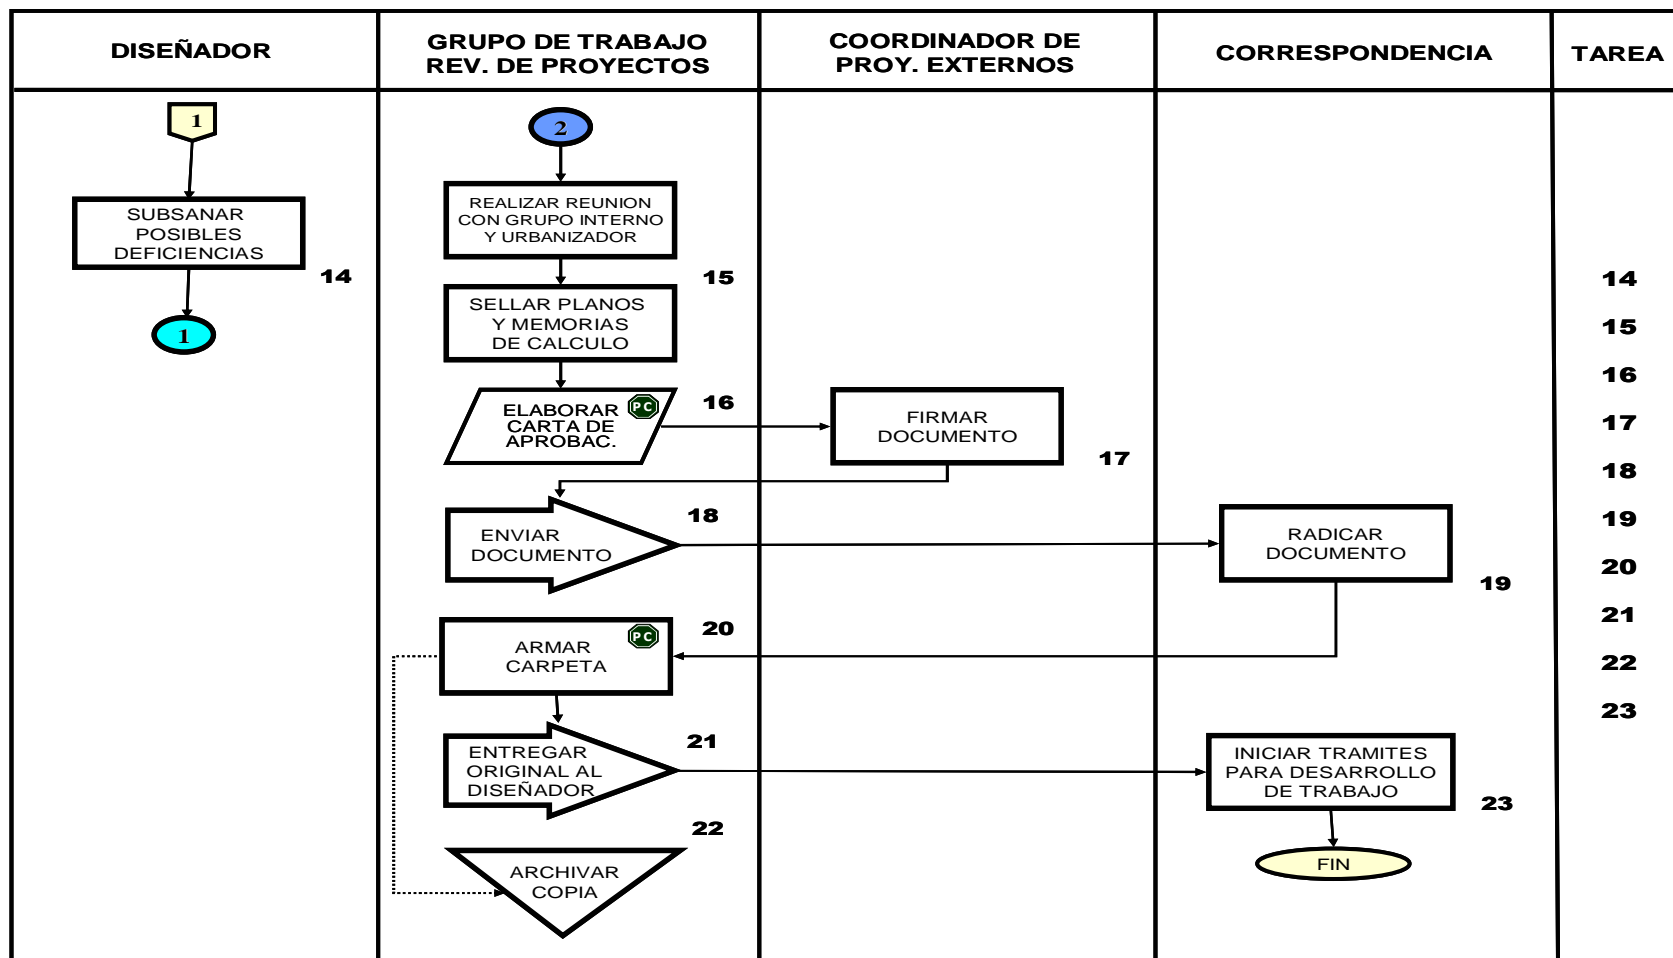 DISEÑADOR
GRUPO DE TRABAJO
REV. DE PROYECTOS
COORDINADOR DE
PROY. EXTERNOS
CORRESPONDENCIA
TAREA
1
SUBSANAR
POSIBLES
DEFICIENCIAS
14
1
2
REALIZAR REUNION
CON GRUPO INTERNO
Y URBANIZADOR
15
SELLAR PLANOS
Y MEMORIAS
DE CALCULO
ELABORAR
CARTA DE
APROBAC.
PC
16
FIRMAR
DOCUMENTO
17
ENVIAR
DOCUMENTO
18
RADICAR
DOCUMENTO
19
ARMAR
CARPETA
PC
20
ENTREGAR
ORIGINAL AL
DISEÑADOR
21
INICIAR TRAMITES
PARA DESARROLLO
DE TRABAJO
23
ARCHIVAR
COPIA
22
FIN
14
15
16
17
18
19
20
21
22
23